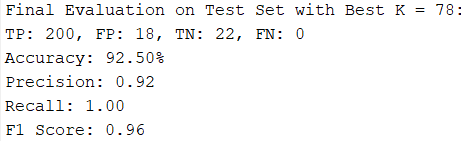 Final Evaluation on Test Set with Best K = 78:
TP: 200, FP: 18, TN: 22, FN: 0
Accuracy: 92.50%
Precision: 0.92
Recall: 1.00
F1 Score: 0.96